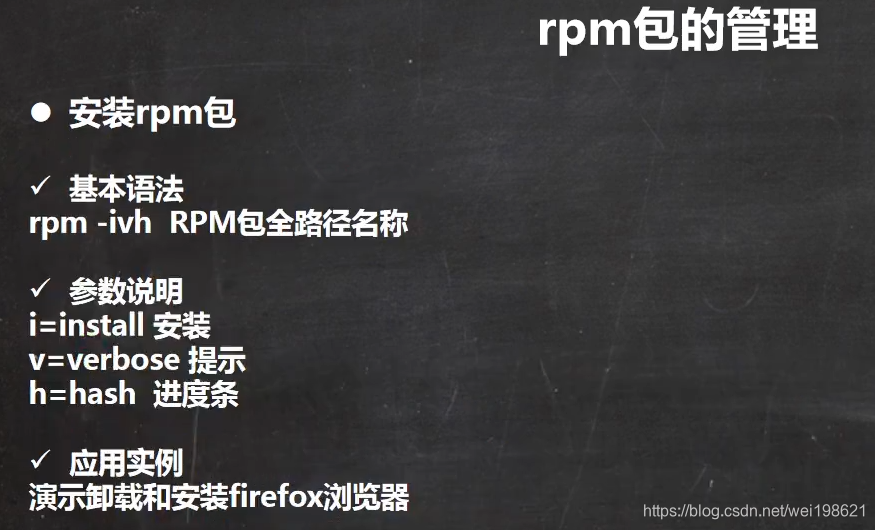 rpm包的管理
● 安装rpm包
✓ 基本语法
rpm -ivh RPM包全路径名称
✓ 参数说明
i=install 安装
v=verbose 提示
h=hash 进度条
✓ 应用实例
演示卸载和安装firefox浏览器
https://blog.csdn.net/wei198621